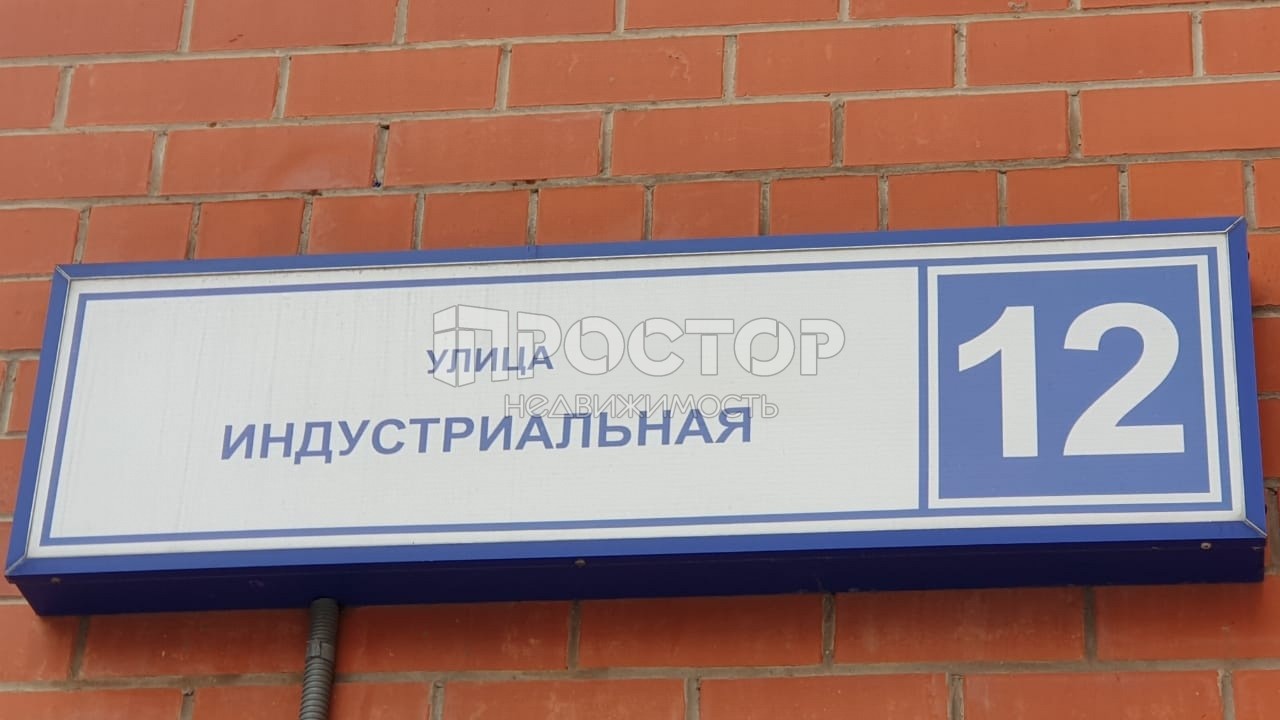 УЛИЦА
ИНДУСТРИАЛЬНАЯ
12
ПРОСТОР
НЕДВИЖИМОСТЬ